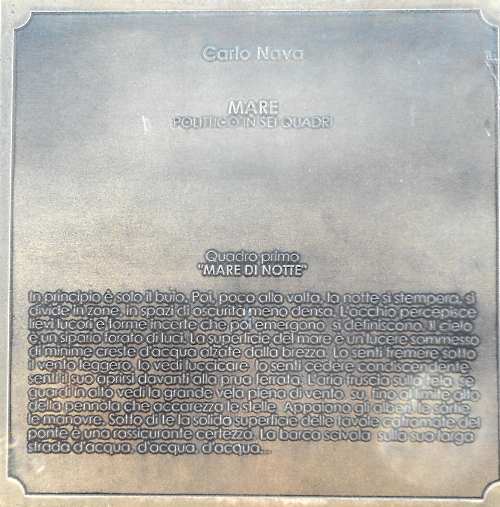 Carlo Nava
MARE
POLITTICO IN SEI QUADRI
Quadro primo
"MARE DI NOTTE"
In principio è solo il buio. Poi, poco alla volta, la notte si stempera, si
divide in zone, in spazi di oscurità meno densa. L'occhio percepisce
lievi lucori e forme incerte che poi emergono, si definiscono. Il cielo
è un sipario forato di luci. La superficie del mare è un lucere sommesso
di minime creste d'acqua alzate dalla brezza. Lo senti fremere sotto
il vento leggero, lo vedi luccicare. Lo senti cedere condiscendente,
senti il suo aprirsi davanti alla prua ferrata. L'aria fruscia sulla tela, se
guardi in alto vedi la grande vela piena di vento, su, fino al limite alto
della pennola che accarezza le stelle. Appaiono gli alberi, le sartie,
le manovre. Sotto di te la solida superficie delle tavole catramate del
ponte è una rassicurante certezza. La barca scivola sulla sua larga
strada d'acqua, d'acqua, d'acqua...